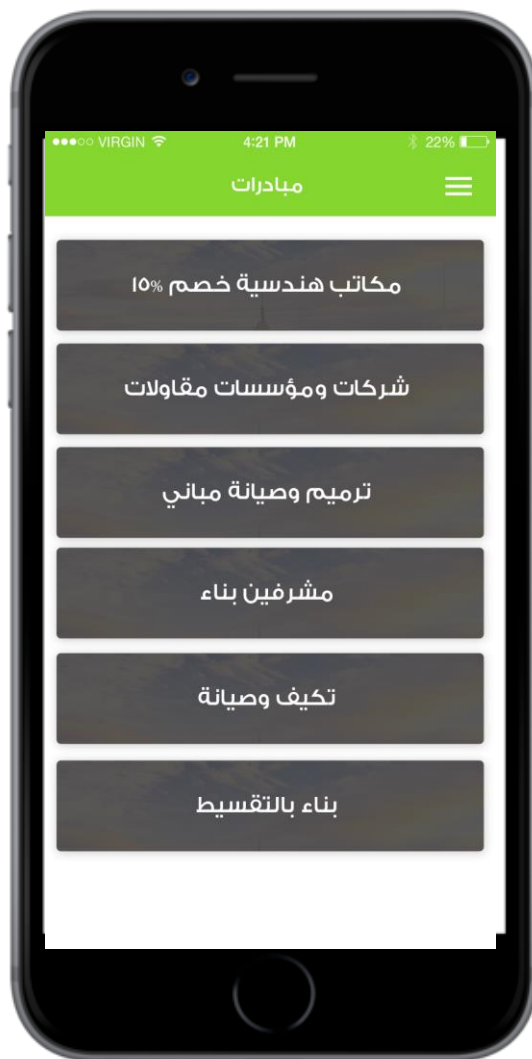 ●●●○○ VIRGIN 4:21 PM 22%
مبادرات
مكاتب هندسية خصم %١٥
شركات ومؤسسات مقاولات
ترميم وصيانة مباني
مشرفين بناء
تكيف وصيانة
بناء بالتقسيط